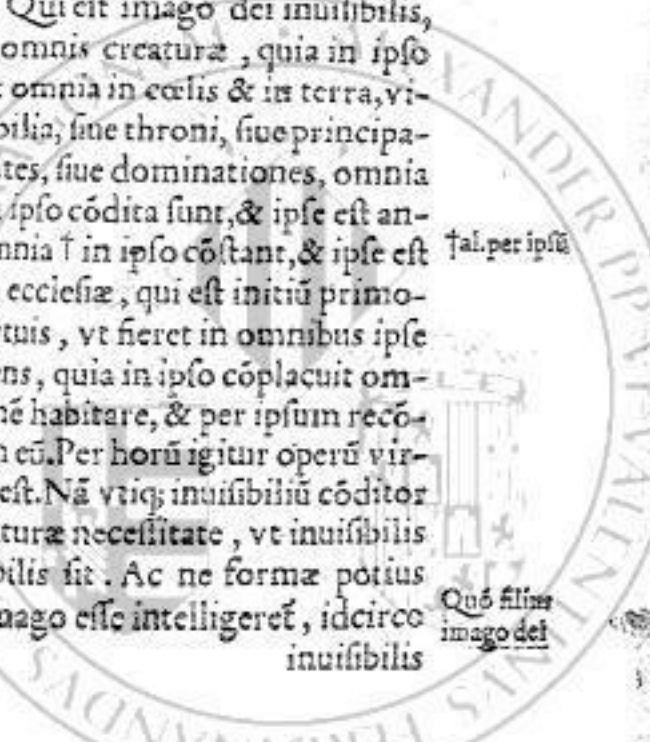 Qui eſt imago dei inuiſibilis,
omnis creaturæ, quia in ipſo
omnia in cœlis & in terra, vi-
bilia, ſiue throni, ſiue principa-
tes, ſiue dominationes, omnia
ipſo cōdita ſunt, & ipſe eſt an-
nia † in ipſo cōſtant, & ipſe eſt
†al. per ipſū
eccleſiæ, qui eſt initiū primo-
tuis, vt fieret in omnibus ipſe
ns, quia in ipſo cōplacuit om-
nē habitare, & per ipſum recō-
eū. Per horū igitur operū vir-
eſt. Nā vtiq; inuiſibiliū cōditor
turæ neceſſitate, vt inuiſibilis
bilis ſit. Ac ne formæ potius
mago eſſe intelligeret̄, idcirco
Quō filius
imago dei
inuiſibilis